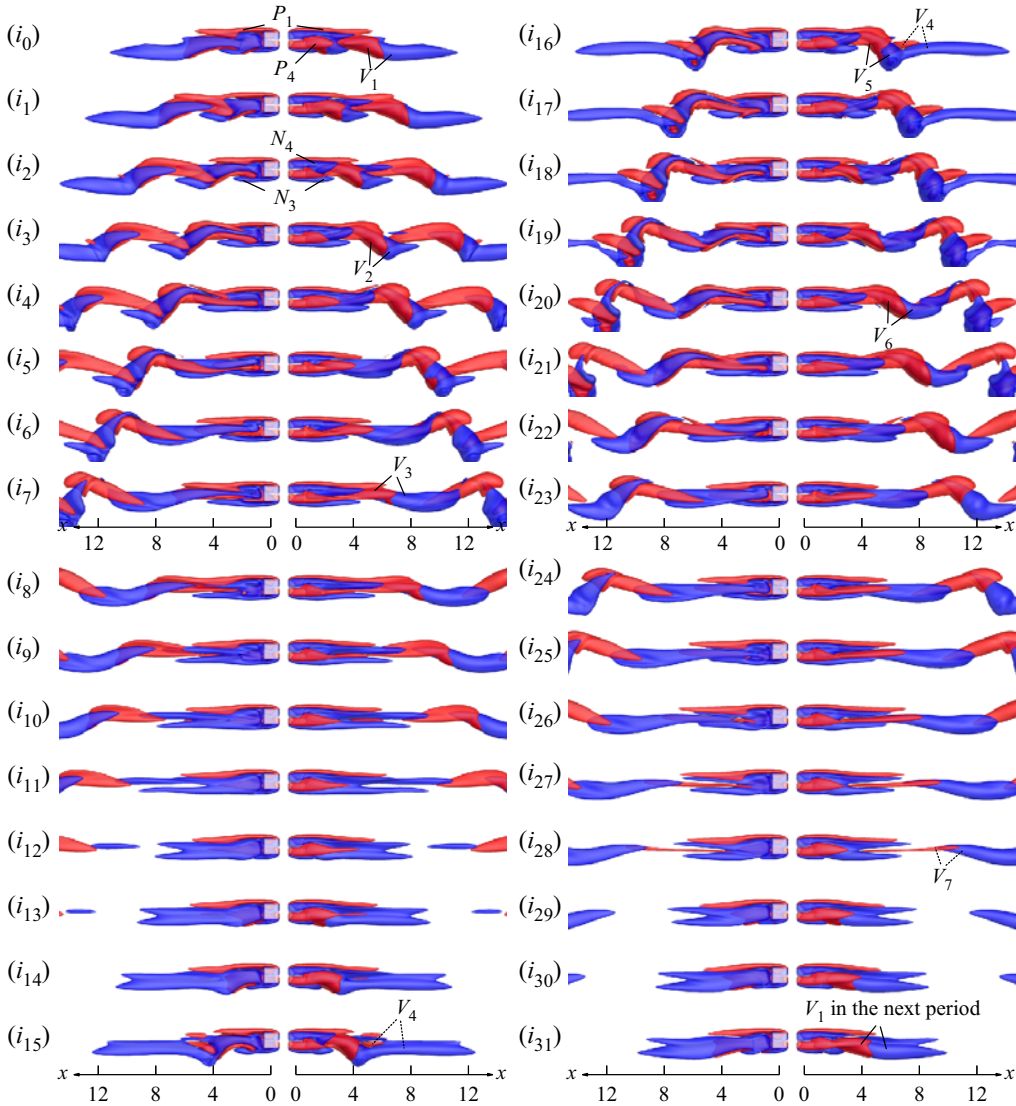 (i0) P1 P4 V1
(i1)
(i2) N4 N3
(i3) V2
(i4)
(i5)
(i6)
(i7) V3
x 12 8 4 0 0 4 8 12 x
(i8)
(i9)
(i10)
(i11)
(i12)
(i13)
(i14)
(i15) V4
x 12 8 4 0 0 4 8 12 x
(i16) V4 V5
(i17)
(i18)
(i19)
(i20) V6
(i21)
(i22)
(i23)
x 12 8 4 0 0 4 8 12 x
(i24)
(i25)
(i26)
(i27)
(i28) V7
(i29)
(i30)
(i31) V1 in the next period
x 12 8 4 0 0 4 8 12 x